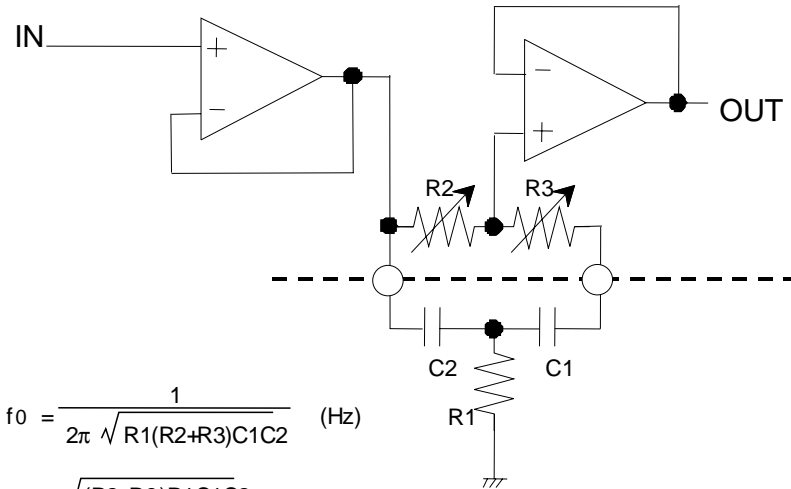 IN
+
−
−
+
OUT
R2
R3
C2
C1
R1
f0 = 1 / 2π √R1(R2+R3)C1C2 (Hz)